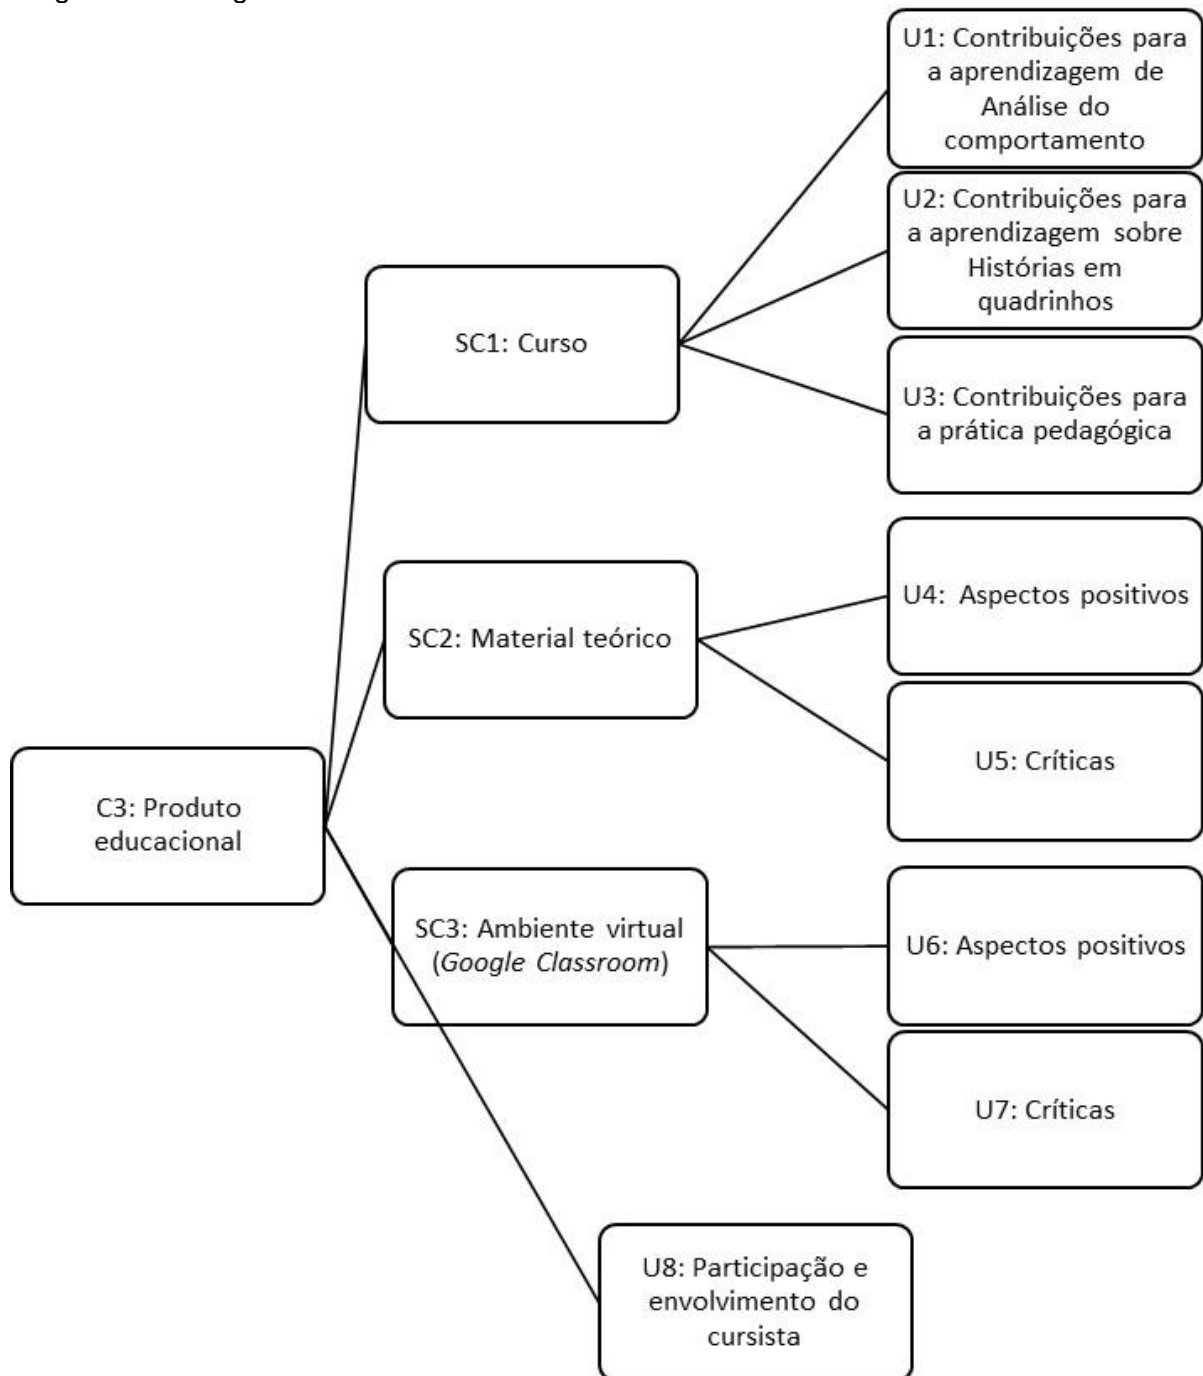 U1: Contribuições para
a aprendizagem de
Análise do
comportamento
U2: Contribuições para
a aprendizagem sobre
Histórias em
quadrinhos
SC1: Curso
U3: Contribuições para
a prática pedagógica
U4: Aspectos positivos
SC2: Material teórico
U5: Críticas
C3: Produto
educacional
SC3: Ambiente virtual
(Google Classroom)
U6: Aspectos positivos
U7: Críticas
U8: Participação e
envolvimento do
cursista